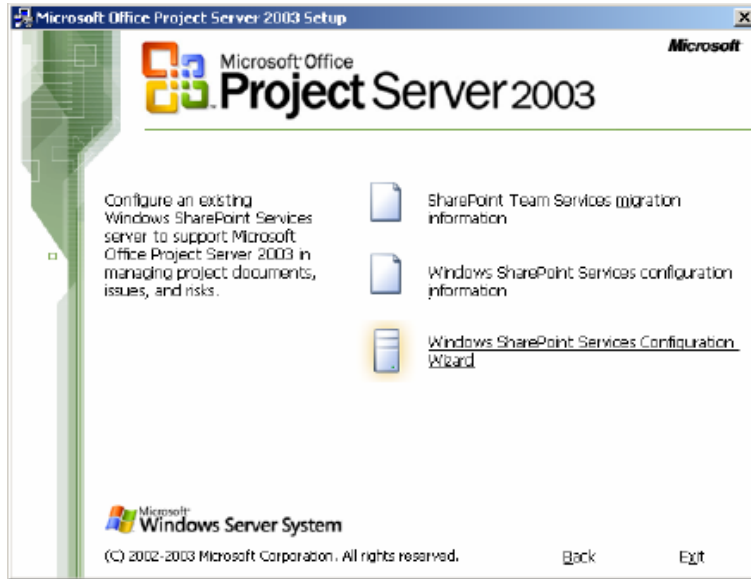 Microsoft Office Project Server 2003 Setup
Microsoft
Microsoft Office
Project Server 2003
Configure an existing
Windows SharePoint Services
server to support Microsoft
Office Project Server 2003 in
managing project documents,
issues, and risks.
SharePoint Team Services migration
information
Windows SharePoint Services configuration
information
Windows SharePoint Services Configuration
Wizard
Microsoft
Windows Server System
(C) 2002-2003 Microsoft Corporation. All rights reserved.
Back
Exit